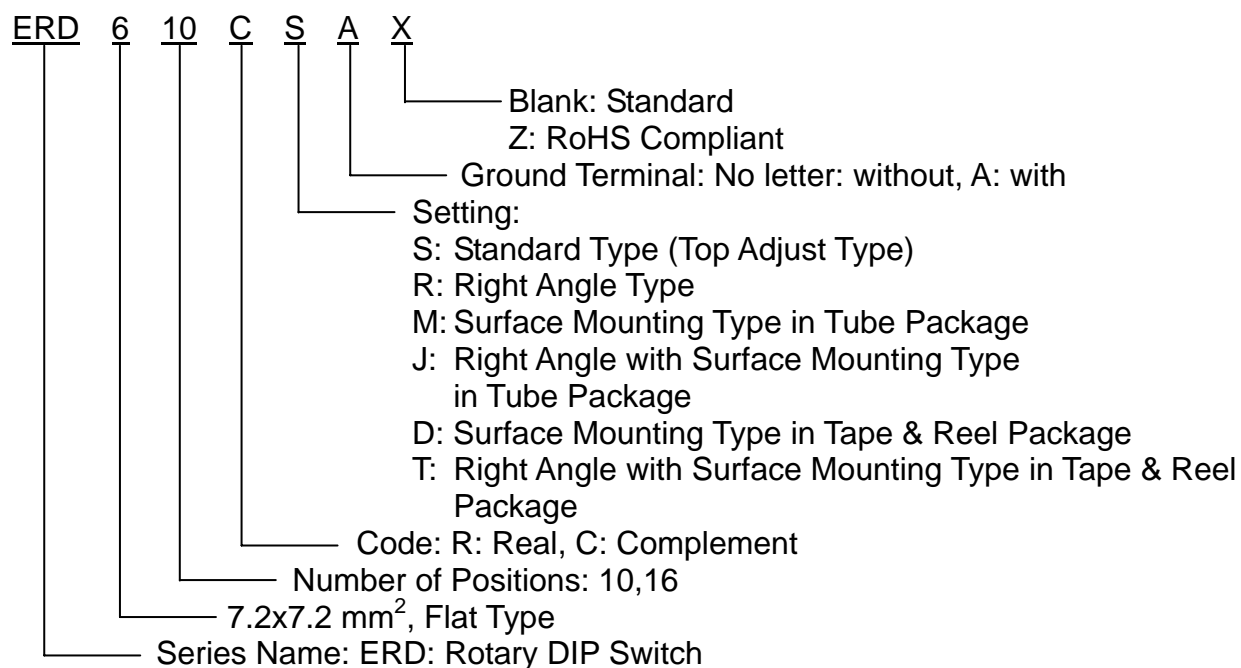 ERD 6 10 C S A X
Blank: Standard
Z: RoHS Compliant
Ground Terminal: No letter: without, A: with
Setting:
S: Standard Type (Top Adjust Type)
R: Right Angle Type
M: Surface Mounting Type in Tube Package
J: Right Angle with Surface Mounting Type
in Tube Package
D: Surface Mounting Type in Tape & Reel Package
T: Right Angle with Surface Mounting Type in Tape & Reel
Package
Code: R: Real, C: Complement
Number of Positions: 10,16
7.2x7.2 mm², Flat Type
Series Name: ERD: Rotary DIP Switch